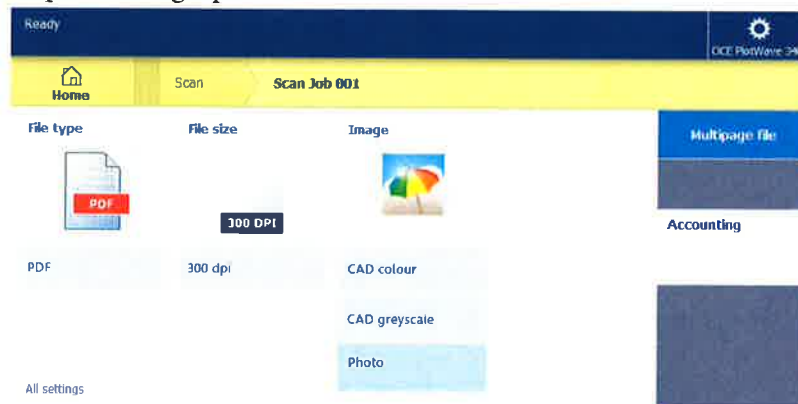 Ready
OCE PlotWave
Home
Scan
Scan Job 001
File type
File size
Image
Multipage file
PDF
300 DPI
Accounting
PDF
300 dpi
CAD colour
CAD greyscale
Photo
All settings